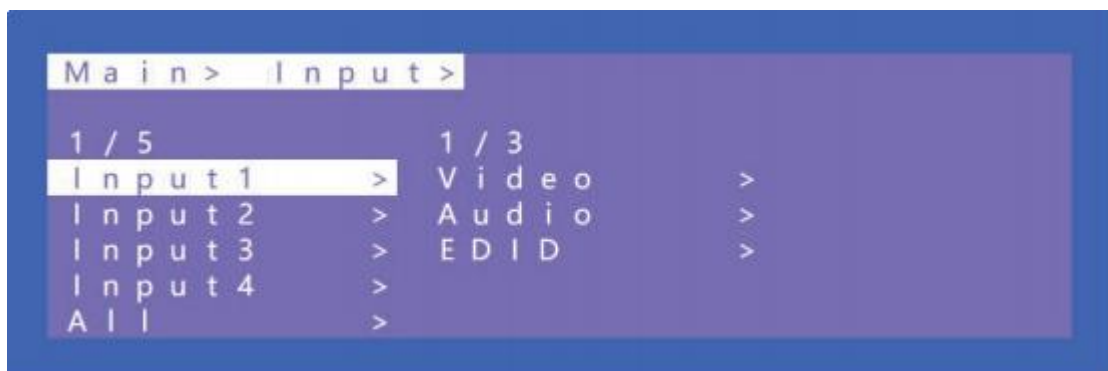 Main> Input>
1/5 1/3
Input1 > Video >
Input2 > Audio >
Input3 > EDID >
Input4 >
All >